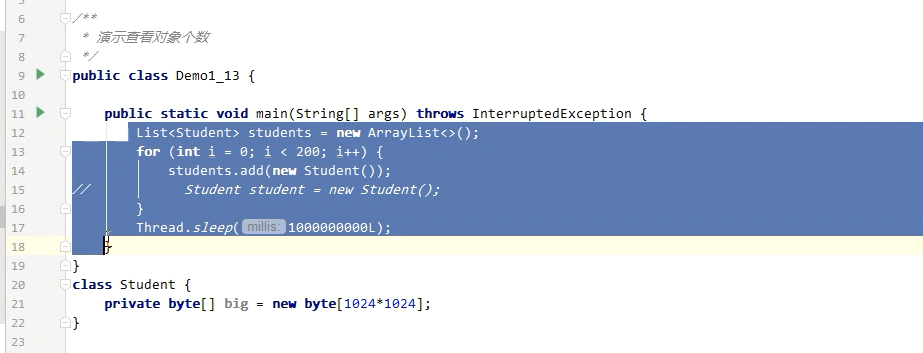 6 /**
7 * 演示查看对象个数
8 */
9 public class Demo1_13 {
10
11 public static void main(String[] args) throws InterruptedException {
12 List<Student> students = new ArrayList<>();
13 for (int i = 0; i < 200; i++) {
14 students.add(new Student());
15 // Student student = new Student();
16 }
17 Thread.sleep( millis: 1000000000L);
18 }
19 }
20 class Student {
21 private byte[] big = new byte[1024*1024];
22 }
23